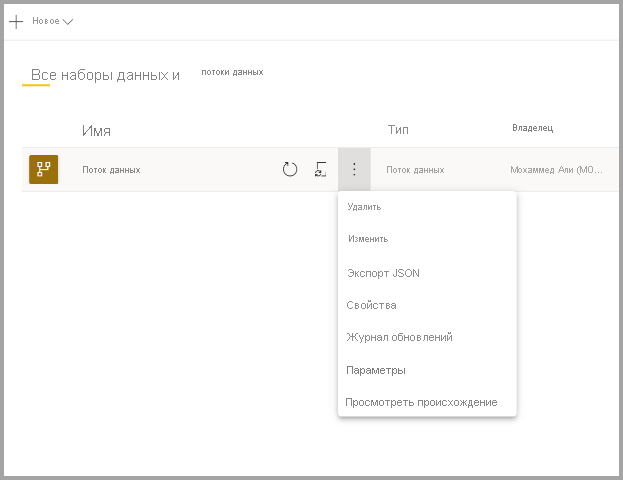 Новое
Все наборы данных и потоки данных
Имя Тип Владелец
Поток данных Поток данных Мохаммед Али (MO...
Удалить
Изменить
Экспорт JSON
Свойства
Журнал обновлений
Параметры
Просмотреть происхождение